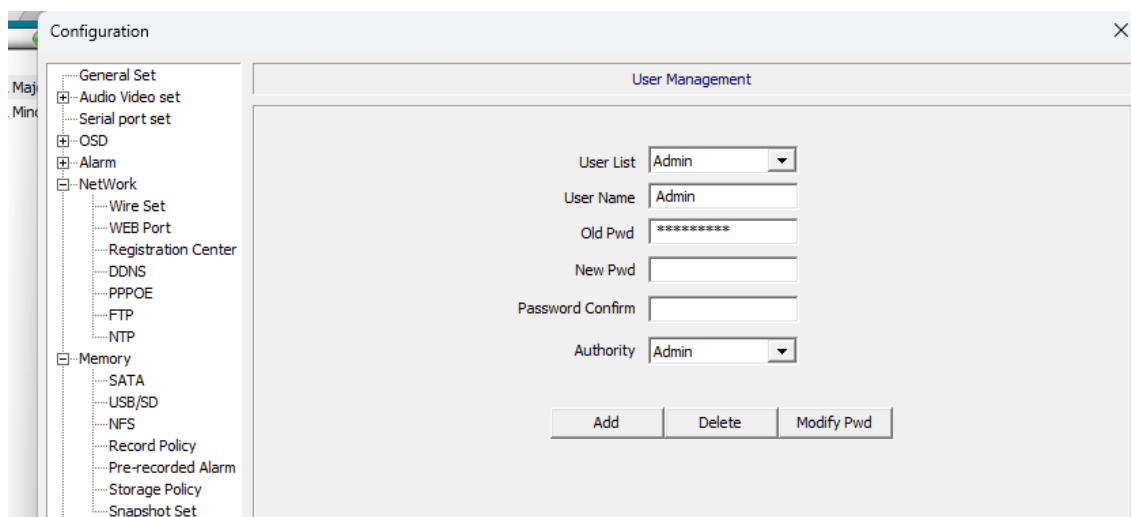 Configuration
Maj
Mino
General Set
Audio Video set
Serial port set
OSD
Alarm
NetWork
Wire Set
WEB Port
Registration Center
DDNS
PPPOE
FTP
NTP
Memory
SATA
USB/SD
NFS
Record Policy
Pre-recorded Alarm
Storage Policy
Snapshot Set
User Management
User List Admin
User Name Admin
Old Pwd *********
New Pwd
Password Confirm
Authority Admin
Add Delete Modify Pwd